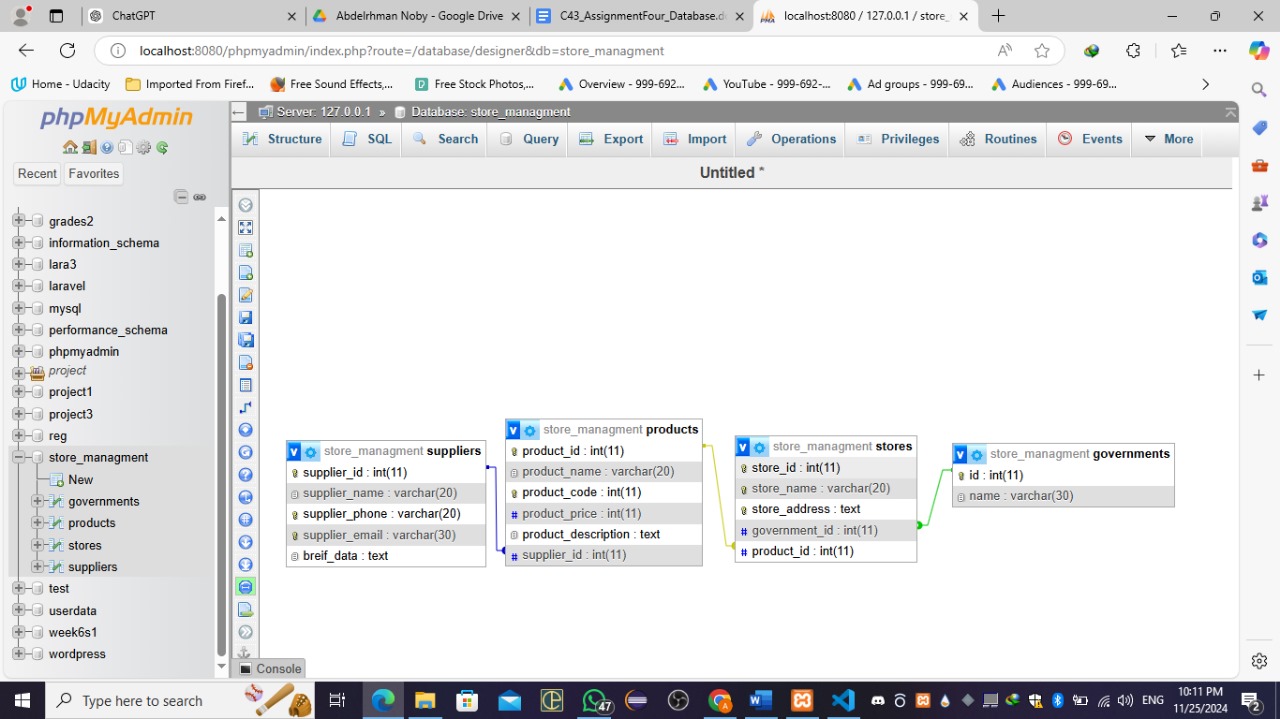 ChatGPT
Abdelrhman Noby - Google Drive
C43_AssignmentFour_Database.d
localhost:8080 / 127.0.0.1 / store_
localhost:8080/phpmyadmin/index.php?route=/database/designer&db=store_managment
Home - Udacity
Imported From Firef...
Free Sound Effects,...
Free Stock Photos,...
Overview - 999-692...
YouTube - 999-692-...
Ad groups - 999-69...
Audiences - 999-69...
phpMyAdmin
Recent
Favorites
grades2
information_schema
lara3
laravel
mysql
performance_schema
phpmyadmin
project
project1
project3
reg
store_managment
New
governments
products
stores
suppliers
test
userdata
week6s1
wordpress
Server: 127.0.0.1 » Database: store_managment
Structure
SQL
Search
Query
Export
Import
Operations
Privileges
Routines
Events
More
Untitled *
store_managment suppliers
supplier_id : int(11)
supplier_name : varchar(20)
supplier_phone : varchar(20)
supplier_email : varchar(30)
breif_data : text
store_managment products
product_id : int(11)
product_name : varchar(20)
product_code : int(11)
product_price : int(11)
product_description : text
supplier_id : int(11)
store_managment stores
store_id : int(11)
store_name : varchar(20)
store_address : text
government_id : int(11)
product_id : int(11)
store_managment governments
id : int(11)
name : varchar(30)
Console
Type here to search
47
ENG
10:11 PM
11/25/2024
2